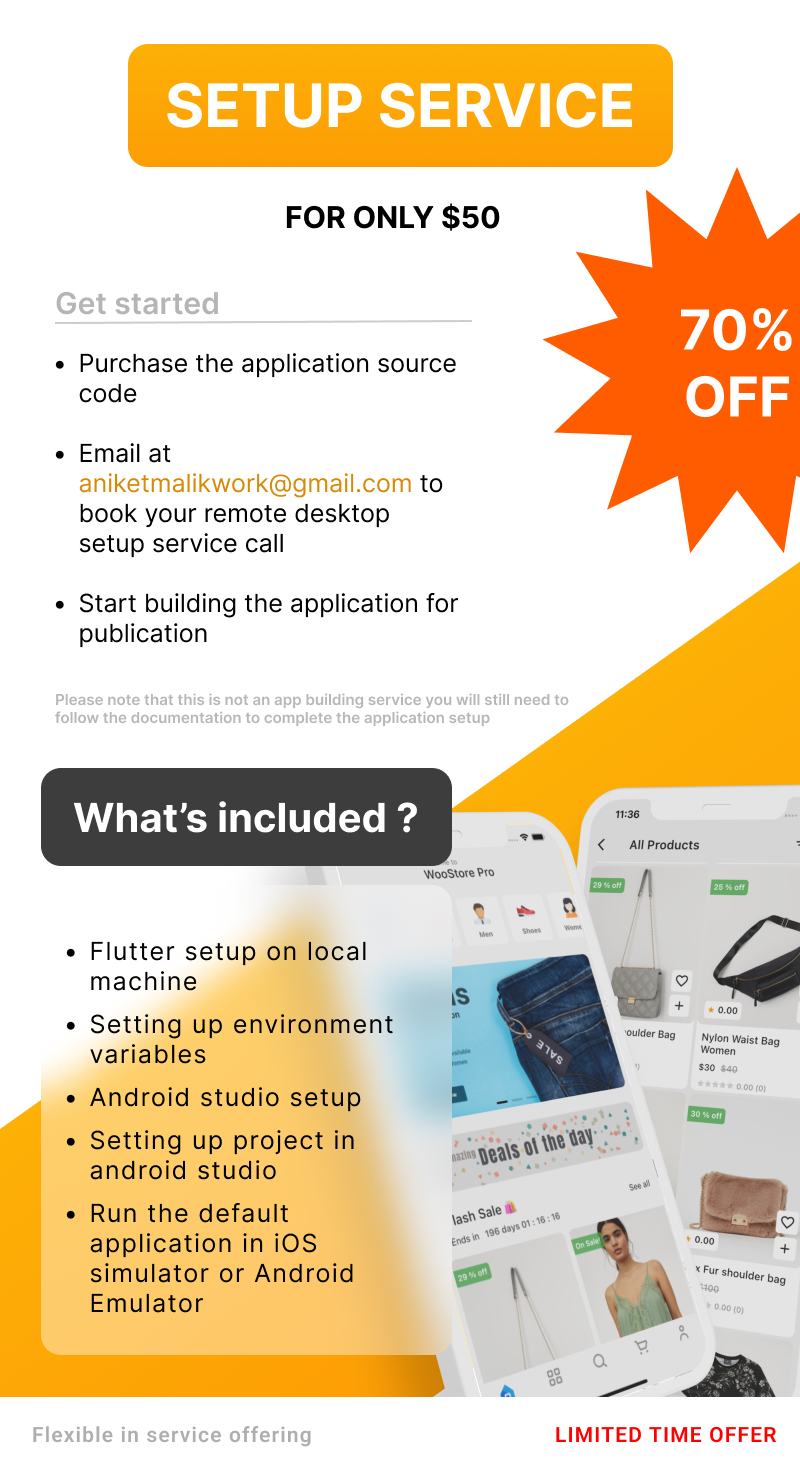 SETUP SERVICE
FOR ONLY $50
70%
OFF
Get started
• Purchase the application source
code
• Email at
aniketmalikwork@gmail.com to
book your remote desktop
setup service call
• Start building the application for
publication
Please note that this is not an app building service you will still need to
follow the documentation to complete the application setup
What's included ?
• Flutter setup on local
machine
• Setting up environment
variables
• Android studio setup
• Setting up project in
android studio
• Run the default
application in iOS
simulator or Android
Emulator
to
WooStore Pro
Men
Shoes
SALE
Deals of the day
See all
lash Sale
Ends in 196 days 01 : 16 : 16
29 % off
On Sale!
11:36
All Products
29 % off
25 % off
0.00
oulder Bag
Nylon Waist Bag
Women
$30 $40
0.00 (0)
30 % off
0.00
x Fur shoulder bag
$100
0.00 (0)
Flexible in service offering
LIMITED TIME OFFER